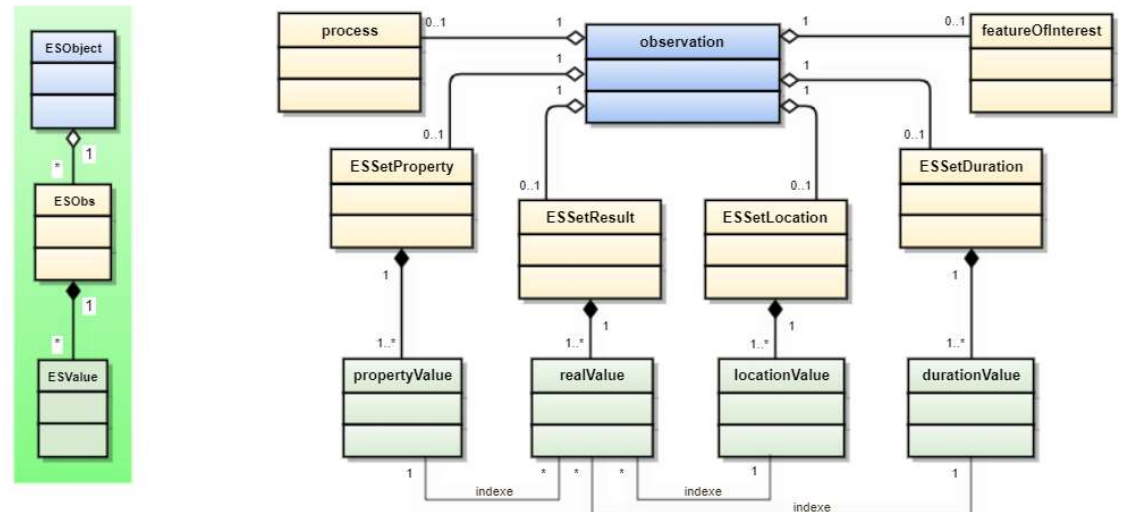 ESObject
1
*
ESObs
1
*
ESValue
process
0..1
1
observation
1
0..1
featureOfInterest
1
1
1
1
0..1
0..1
ESSetProperty
ESSetDuration
0..1
0..1
ESSetResult
ESSetLocation
1
1
1
1
1..*
1..*
1..*
1..*
propertyValue
realValue
locationValue
durationValue
1
*
*
*
1
1
indexe
indexe
indexe